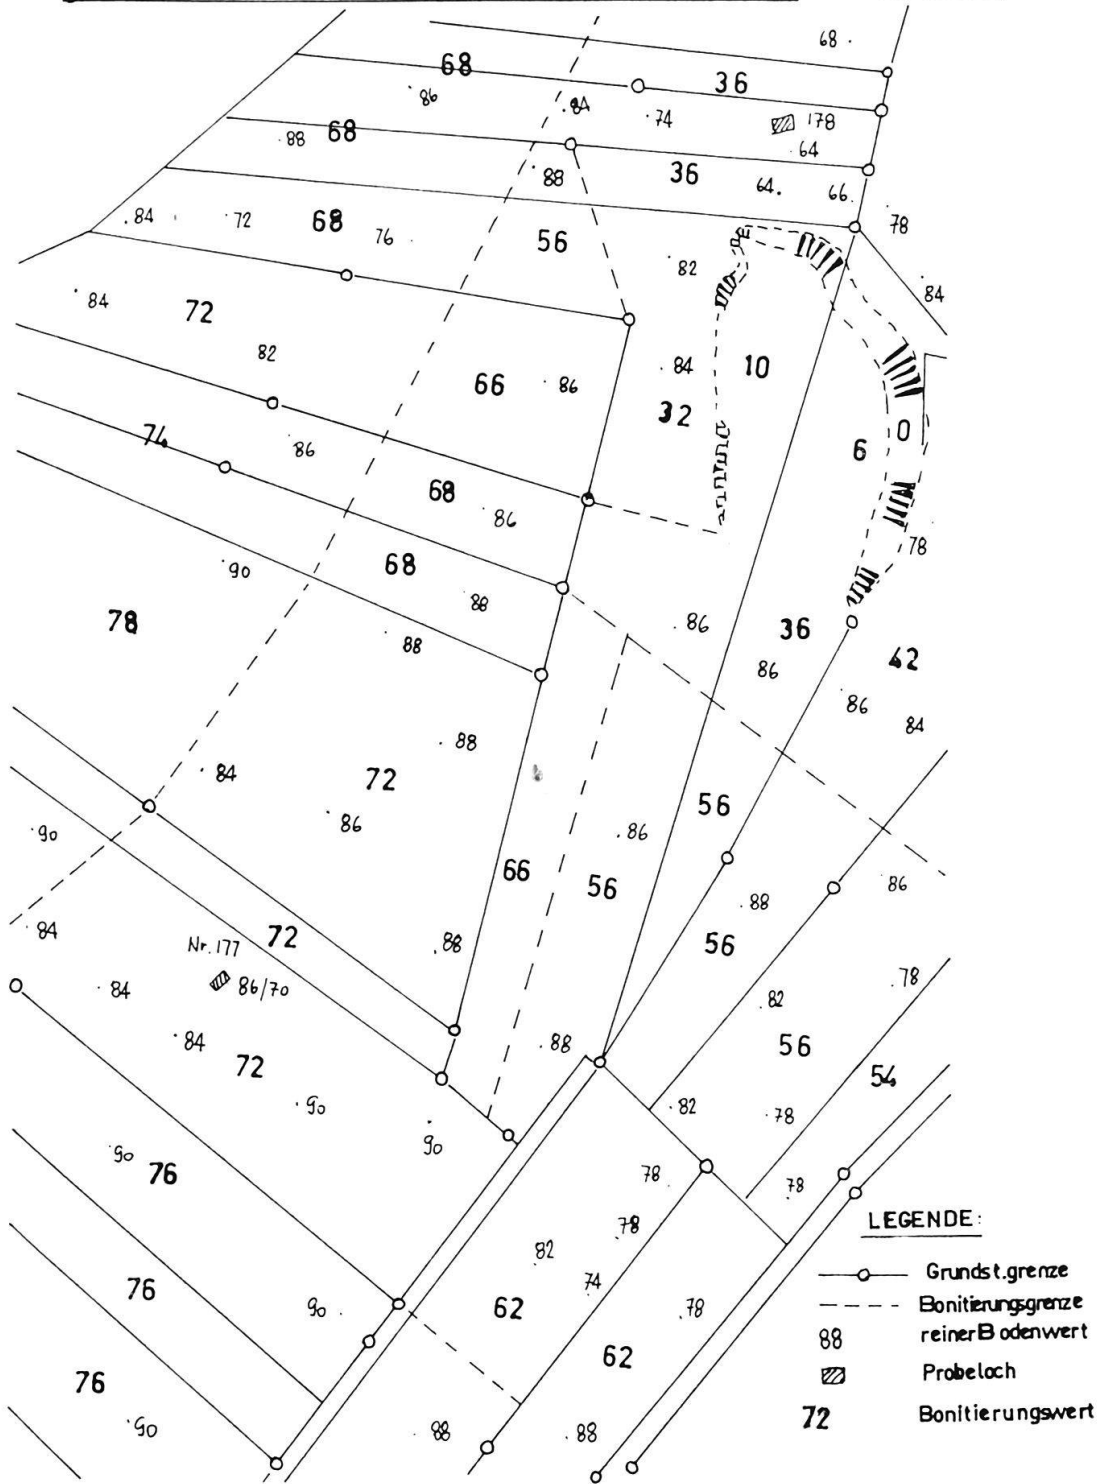 68
68 36
86 84 74
178
88 68 64
88 36 64. 66.
84 72 68 76 56 78
82
84 72 84
82 66 86 84 10
32
74 86 6 0
68 86
68 78
90
78 88 86 36 42
88 86 86 84
88
84 72 56
90 86 86
66 56 88 86
84 72 88 56
Nr. 177
84 86/70 82 78
84 72 88 56 54
90 90 82 78
90 76 78 78
78
82
76 74
90 62 78
62
76
90 88 88
LEGENDE:
Grundst.grenze
Bonitierungsgrenze
88 reiner Bodenwert
Probeloch
72 Bonitierungswert